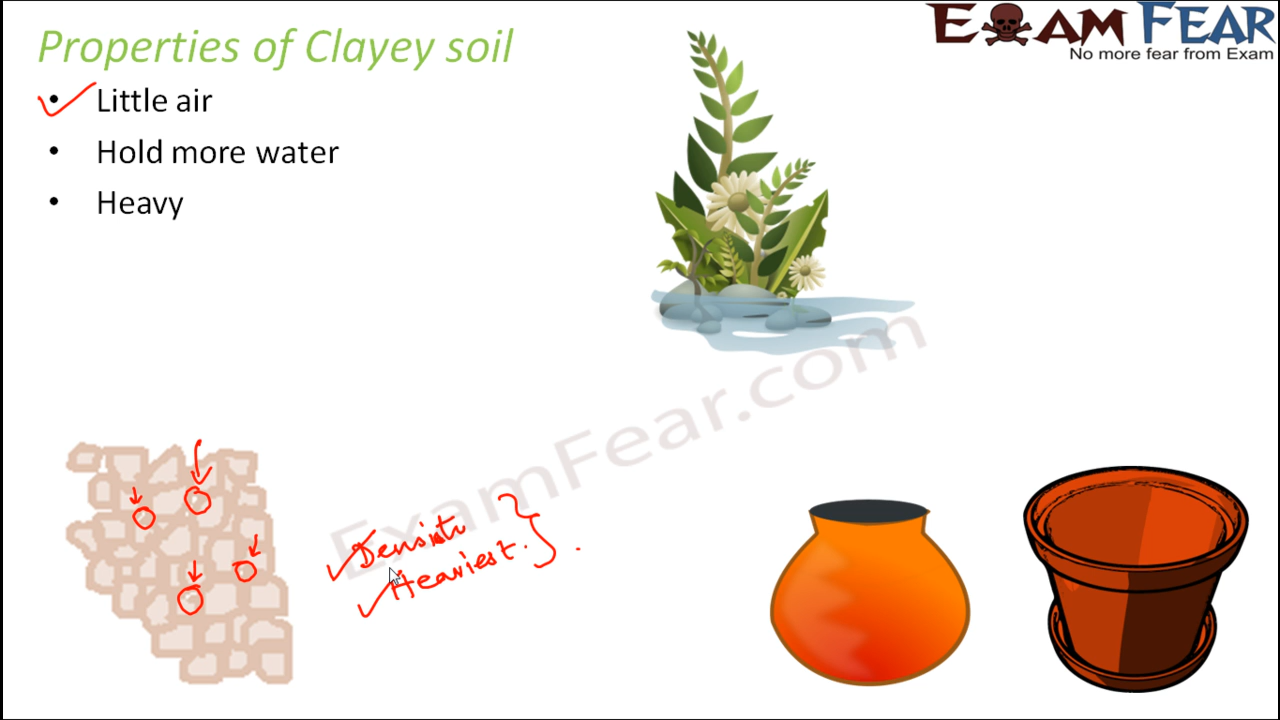 Properties of Clayey soil
EXAM FEAR
No more fear from Exam
• Little air
• Hold more water
• Heavy
ExamFear.com
Heaviest.